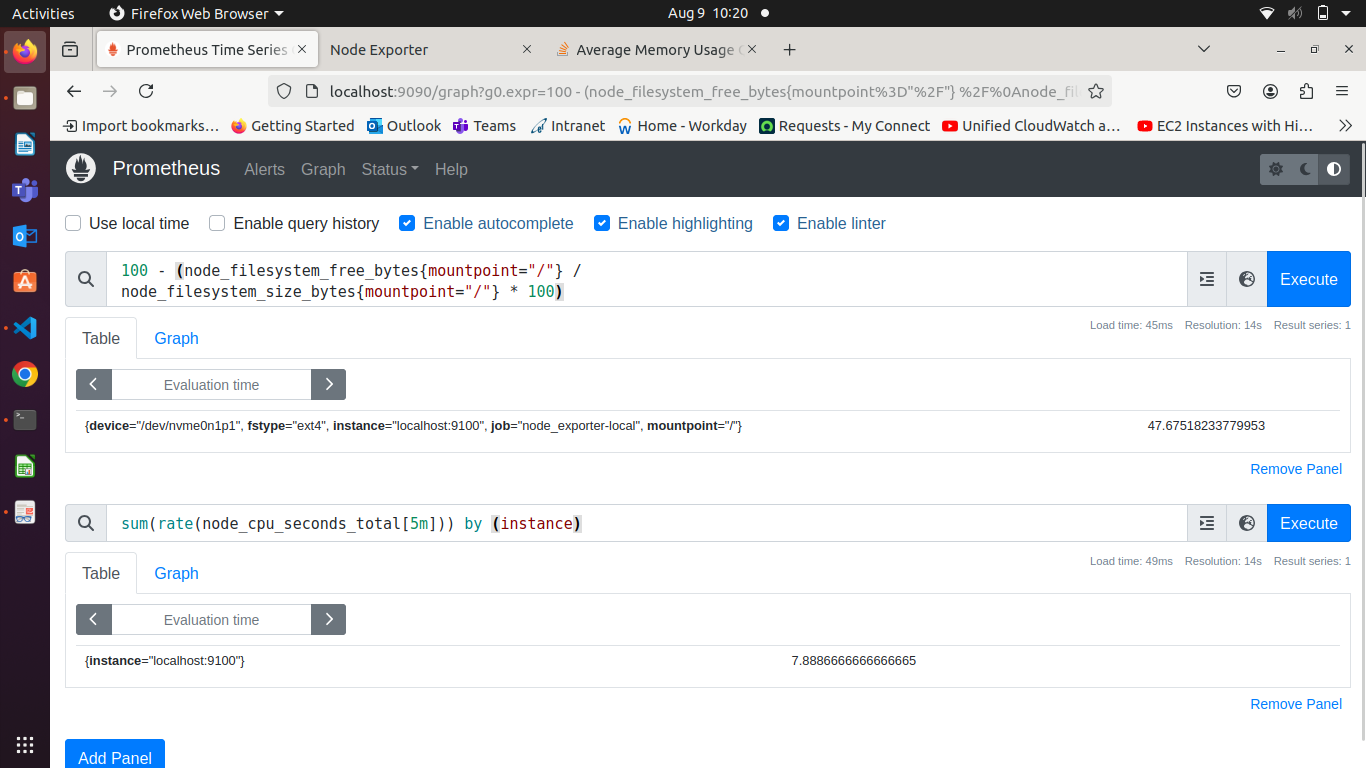 Activities Firefox Web Browser Aug 9 10:20
Prometheus Time Series Node Exporter Average Memory Usage
localhost:9090/graph?g0.expr=100 - (node_filesystem_free_bytes{mountpoint%3D"%2F"} %2F%0Anode_fil
Import bookmarks... Getting Started Outlook Teams Intranet Home - Workday Requests - My Connect Unified CloudWatch a... EC2 Instances with Hi...
Prometheus Alerts Graph Status Help
Use local time Enable query history Enable autocomplete Enable highlighting Enable linter
100 - (node_filesystem_free_bytes{mountpoint="/"} /
node_filesystem_size_bytes{mountpoint="/"} * 100)
Execute
Load time: 45ms Resolution: 14s Result series: 1
Table Graph
Evaluation time
{device="/dev/nvme0n1p1", fstype="ext4", instance="localhost:9100", job="node_exporter-local", mountpoint="/"} 47.67518233779953
Remove Panel
sum(rate(node_cpu_seconds_total[5m])) by (instance) Execute
Load time: 49ms Resolution: 14s Result series: 1
Table Graph
Evaluation time
{instance="localhost:9100"} 7.8886666666666665
Remove Panel
Add Panel